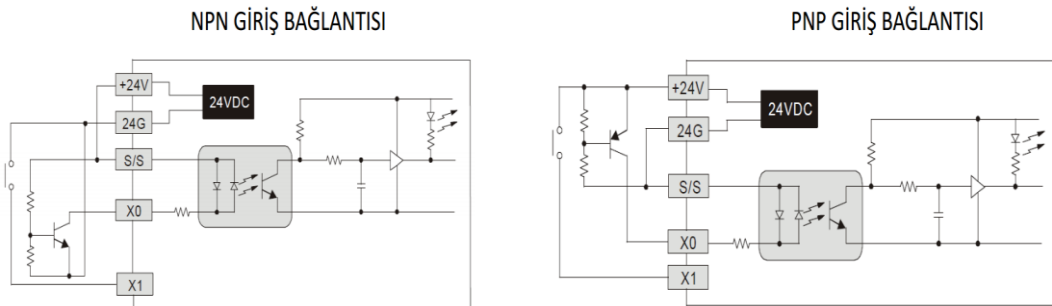 NPN GİRİŞ BAĞLANTISI
+24V
24VDC
24G
S/S
X0
X1
PNP GİRİŞ BAĞLANTISI
+24V
24VDC
24G
S/S
X0
X1